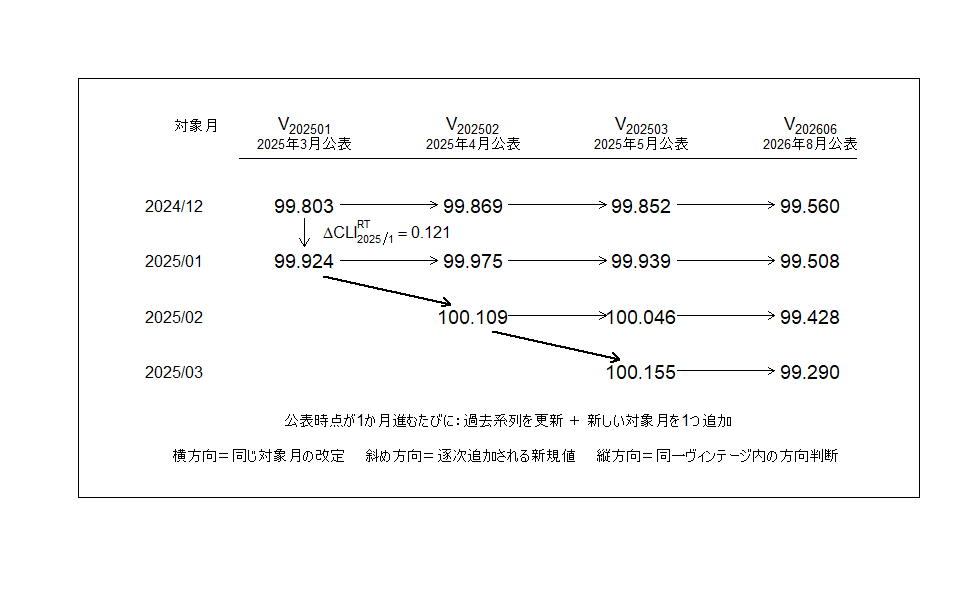 対象月 V202501 V202502 V202503 V202606
2025年3月公表 2025年4月公表 2025年5月公表 2026年8月公表
2024/12 99.803 99.869 99.852 99.560
ΔCLI^RT_2025/1 = 0.121
2025/01 99.924 99.975 99.939 99.508
2025/02 100.109 100.046 99.428
2025/03 100.155 99.290
公表時点が1か月進むたびに：過去系列を更新 ＋ 新しい対象月を1つ追加
横方向＝同じ対象月の改定 斜め方向＝逐次追加される新規値 縦方向＝同一ヴィンテージ内の方向判断